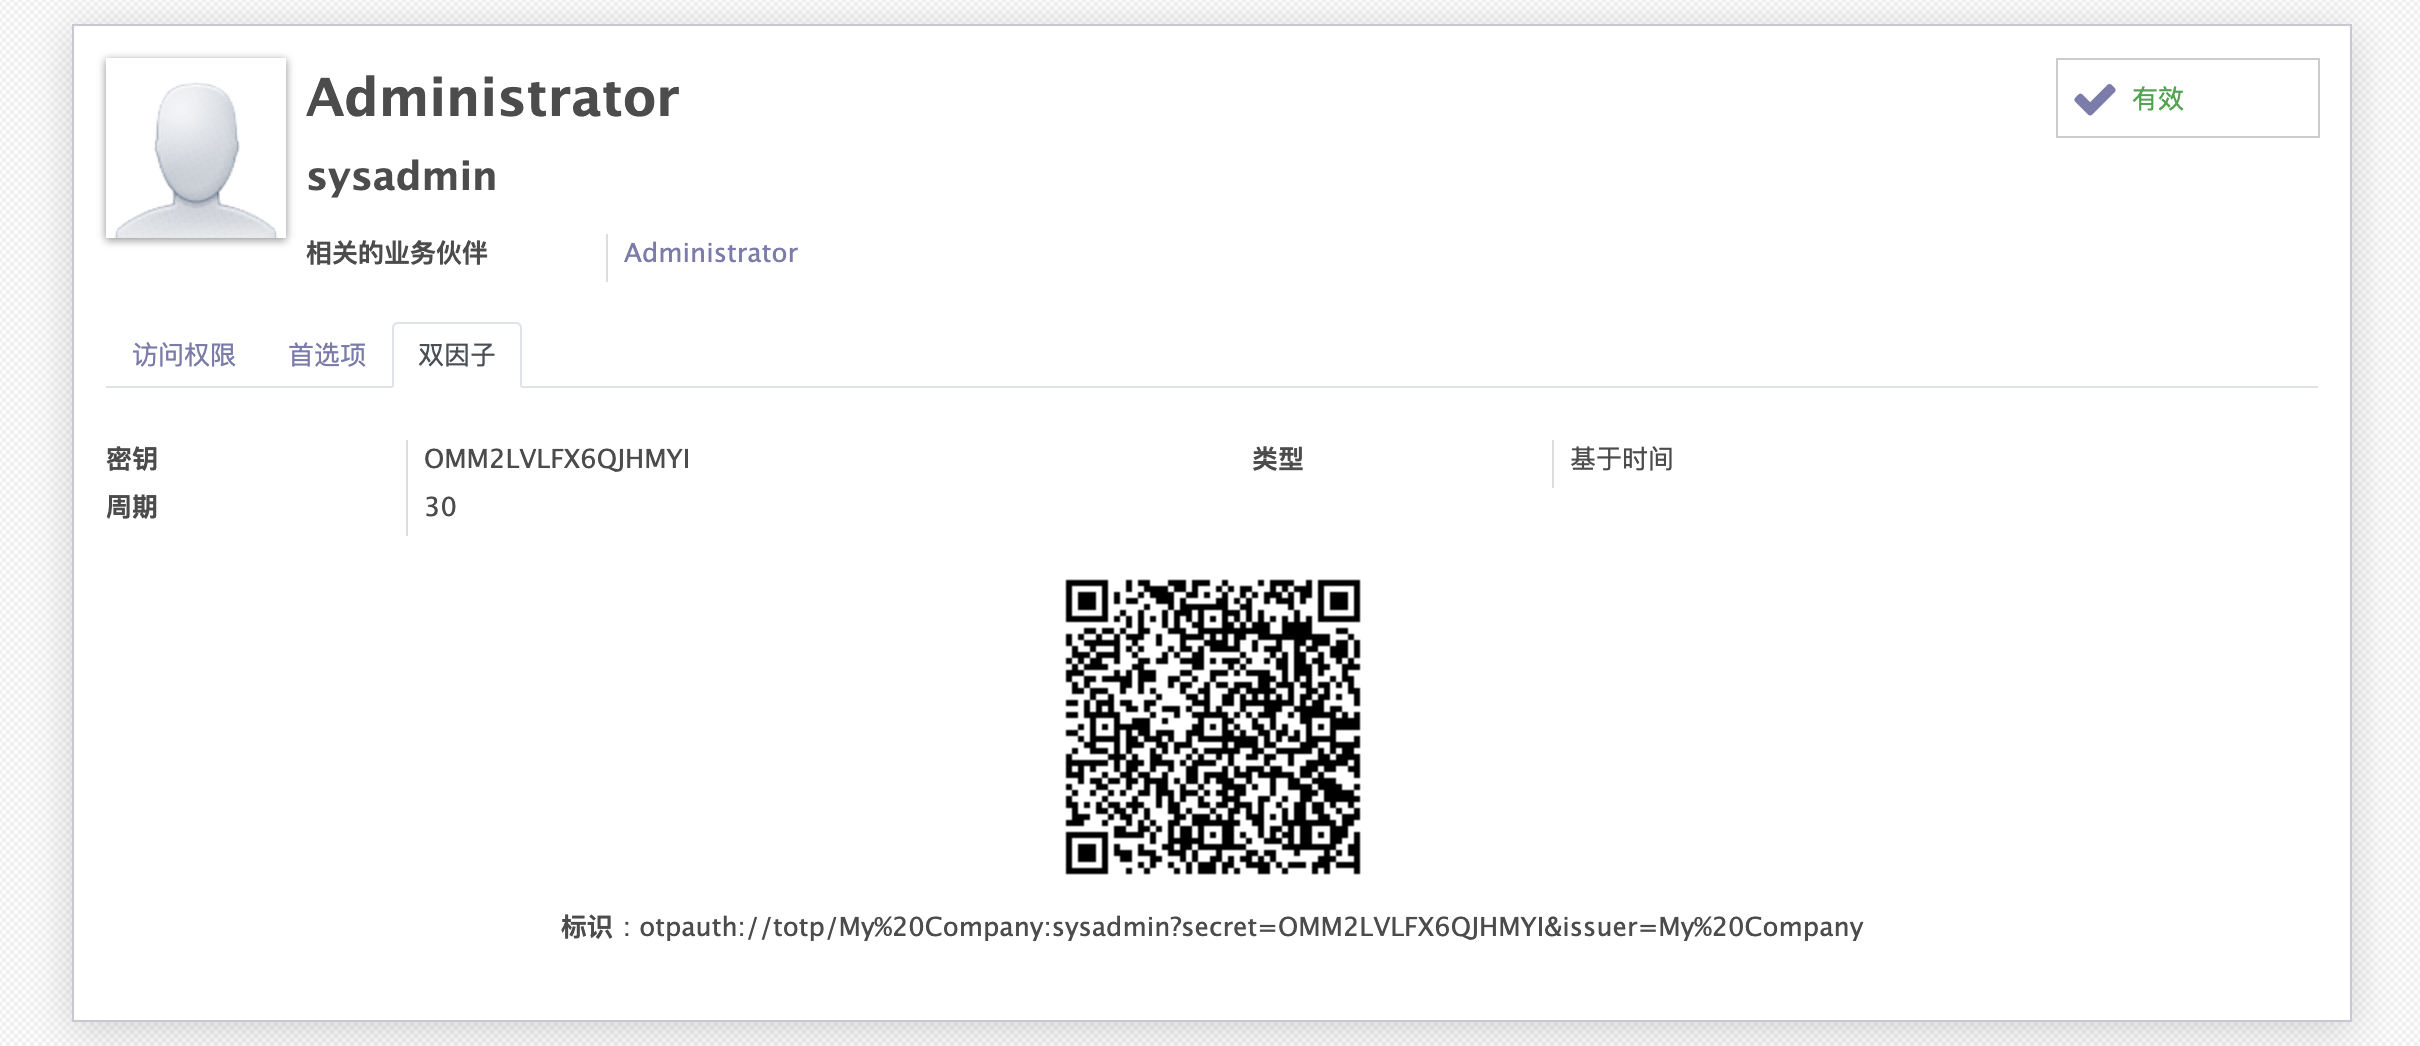 Administrator
有效
sysadmin
相关的业务伙伴 Administrator
访问权限 首选项 双因子
密钥 OMM2LVLFX6QJHMYI 类型 基于时间
周期 30
标识 : otpauth://totp/My%20Company:sysadmin?secret=OMM2LVLFX6QJHMYI&issuer=My%20Company